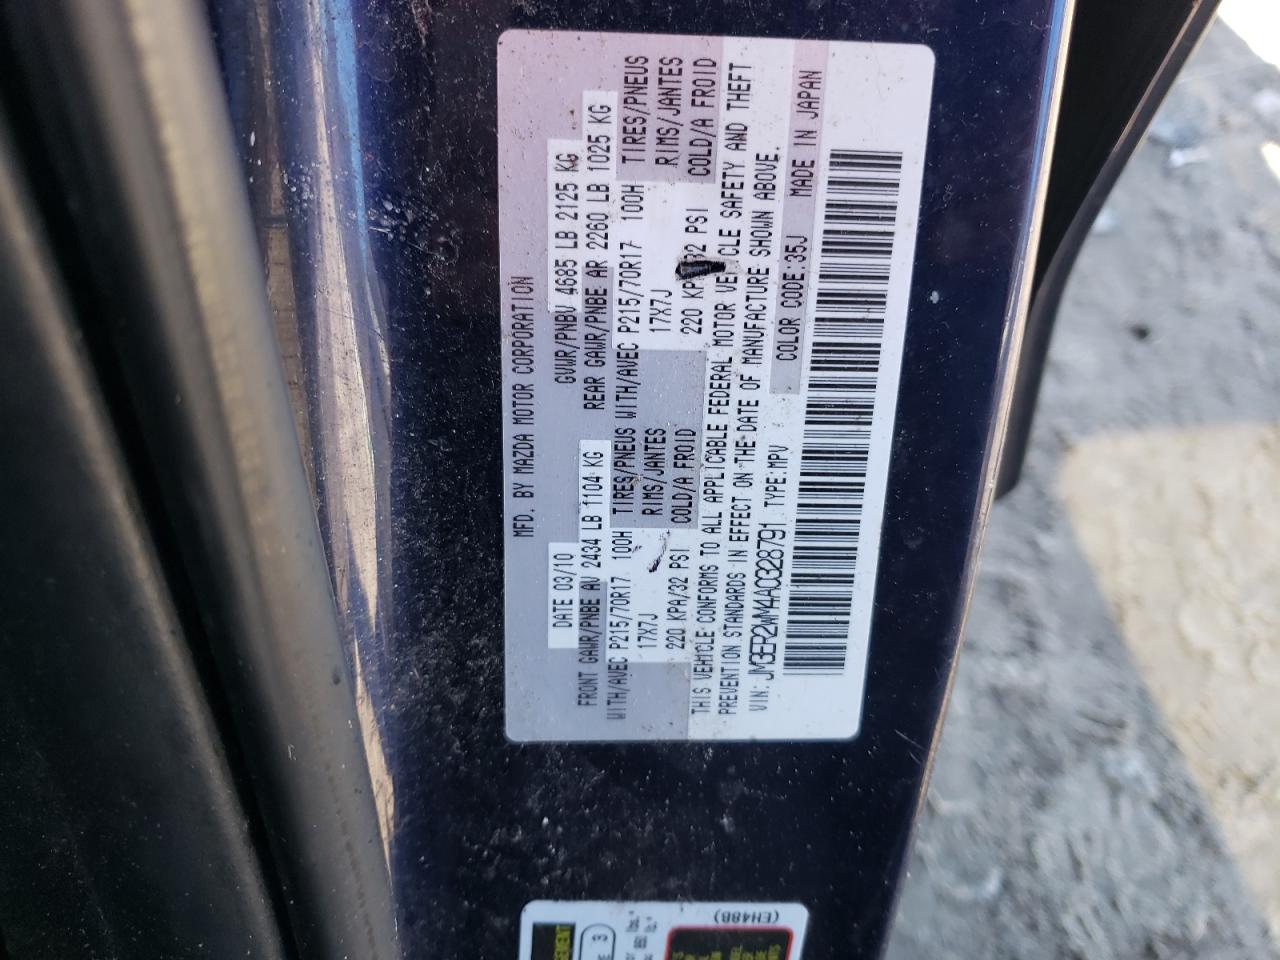 MFD. BY MAZDA MOTOR CORPORATION
DATE 03/10 GVWR/PNBV 4685 LB 2125 KG
FRONT GAWR/PNBE AV 2434 LB 1104 KG REAR GAWR/PNBE AR 2260 LB 1025 KG
WITH/AVEC P215/70R17 100H TIRES/PNEUS WITH/AVEC P215/70R17 100H TIRES/PNEUS
17X7J RIMS/JANTES 17X7J RIMS/JANTES
220 KPA/32 PSI COLD/A FROID 220 KPA/32 PSI COLD/A FROID
THIS VEHICLE CONFORMS TO ALL APPLICABLE FEDERAL MOTOR VEHICLE SAFETY AND THEFT
PREVENTION STANDARDS IN EFFECT ON THE DATE OF MANUFACTURE SHOWN ABOVE.
VIN: JM3ER2WM4A0328791 TYPE:MPV COLOR CODE:35J MADE IN JAPAN
(EH48B)
3
lbs.